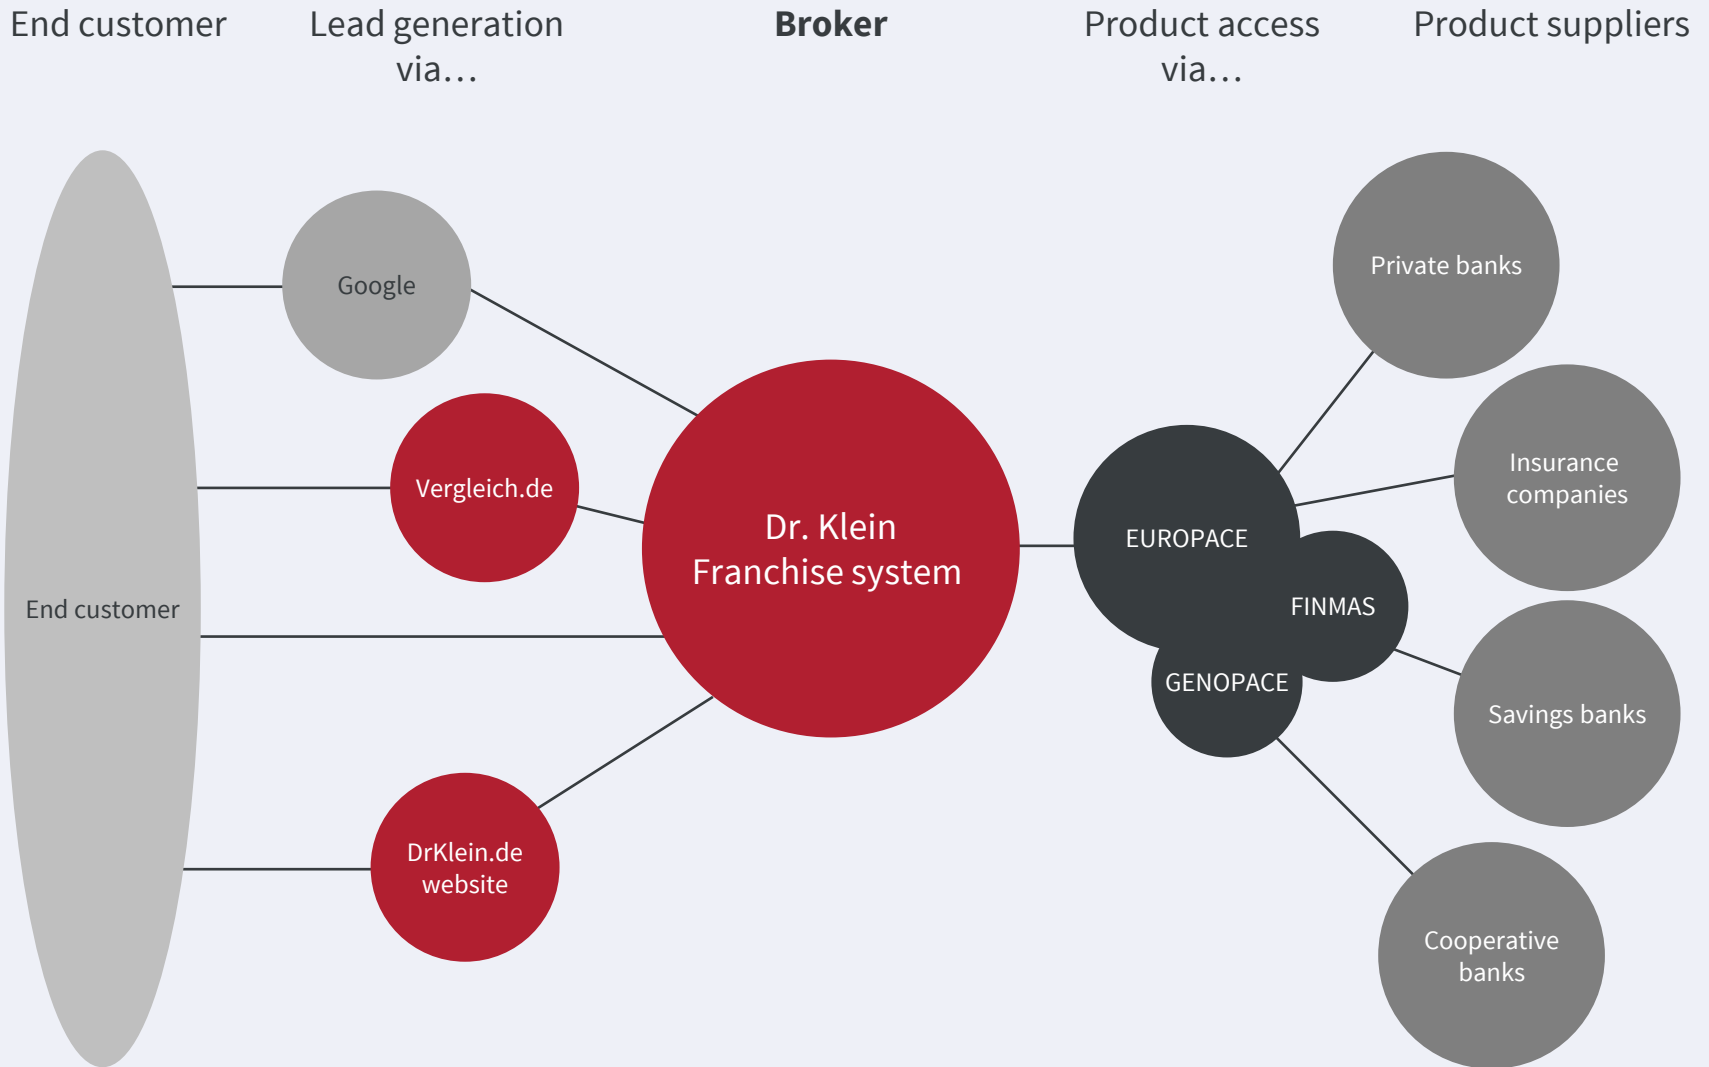 End customer
Lead generation
via…
Broker
Product access
via…
Product suppliers
End customer
Google
Vergleich.de
DrKlein.de
website
Dr. Klein
Franchise system
EUROPACE
FINMAS
GENOPACE
Private banks
Insurance
companies
Savings banks
Cooperative
banks